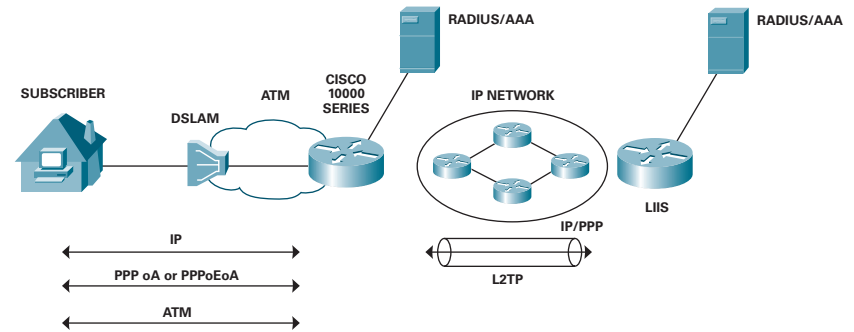 RADIUS/AAA
RADIUS/AAA
SUBSCRIBER
DSLAM
ATM
CISCO
10000
SERIES
IP NETWORK
LIIS
IP
PPP oA or PPPoEoA
ATM
IP/PPP
L2TP